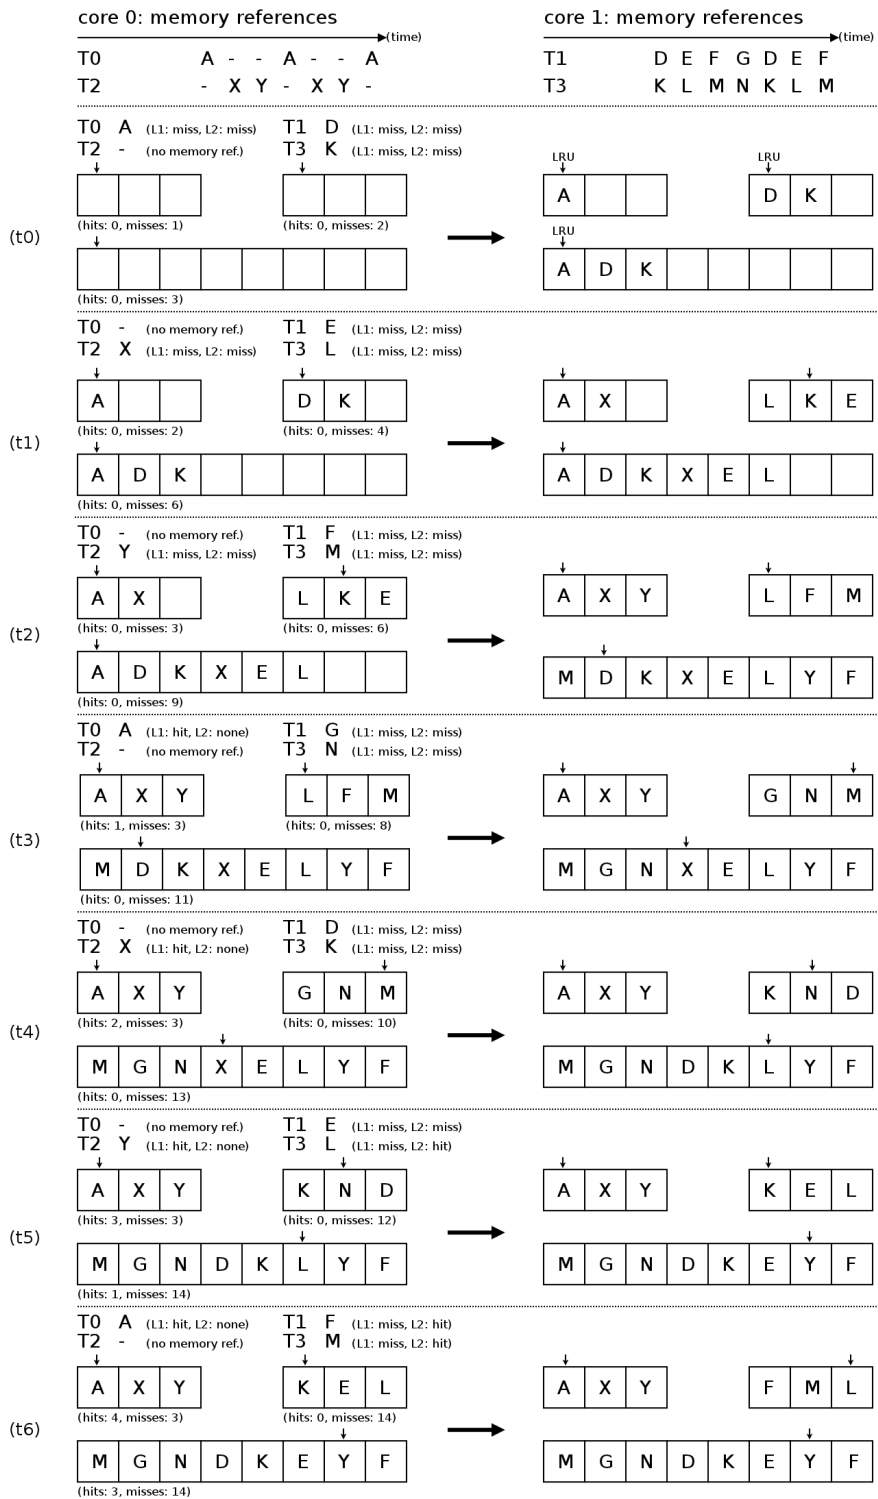 core 0: memory references core 1: memory references
(time) (time)
T0 A - - A - - A T1 D E F G D E F
T2 - X Y - X Y - T3 K L M N K L M
T0 A (L1: miss, L2: miss) T1 D (L1: miss, L2: miss)
T2 - (no memory ref.) T3 K (L1: miss, L2: miss)
LRU LRU
A D K
(hits: 0, misses: 1) (hits: 0, misses: 2)
(t0)
LRU
A D K
(hits: 0, misses: 3)
T0 - (no memory ref.) T1 E (L1: miss, L2: miss)
T2 X (L1: miss, L2: miss) T3 L (L1: miss, L2: miss)
A D K A X L K E
(hits: 0, misses: 2) (hits: 0, misses: 4)
(t1)
A D K A D K X E L
(hits: 0, misses: 6)
T0 - (no memory ref.) T1 F (L1: miss, L2: miss)
T2 Y (L1: miss, L2: miss) T3 M (L1: miss, L2: miss)
A X L K E A X Y L F M
(hits: 0, misses: 3) (hits: 0, misses: 6)
(t2)
A D K X E L M D K X E L Y F
(hits: 0, misses: 9)
T0 A (L1: hit, L2: none) T1 G (L1: miss, L2: miss)
T2 - (no memory ref.) T3 N (L1: miss, L2: miss)
A X Y L F M A X Y G N M
(hits: 1, misses: 3) (hits: 0, misses: 8)
(t3)
M D K X E L Y F M G N X E L Y F
(hits: 0, misses: 11)
T0 - (no memory ref.) T1 D (L1: miss, L2: miss)
T2 X (L1: hit, L2: none) T3 K (L1: miss, L2: miss)
A X Y G N M A X Y K N D
(hits: 2, misses: 3) (hits: 0, misses: 10)
(t4)
M G N X E L Y F M G N D K L Y F
(hits: 0, misses: 13)
T0 - (no memory ref.) T1 E (L1: miss, L2: miss)
T2 Y (L1: hit, L2: none) T3 L (L1: miss, L2: hit)
A X Y K N D A X Y K E L
(hits: 3, misses: 3) (hits: 0, misses: 12)
(t5)
M G N D K L Y F M G N D K E Y F
(hits: 1, misses: 14)
T0 A (L1: hit, L2: none) T1 F (L1: miss, L2: hit)
T2 - (no memory ref.) T3 M (L1: miss, L2: hit)
A X Y K E L A X Y F M L
(hits: 4, misses: 3) (hits: 0, misses: 14)
(t6)
M G N D K E Y F M G N D K E Y F
(hits: 3, misses: 14)